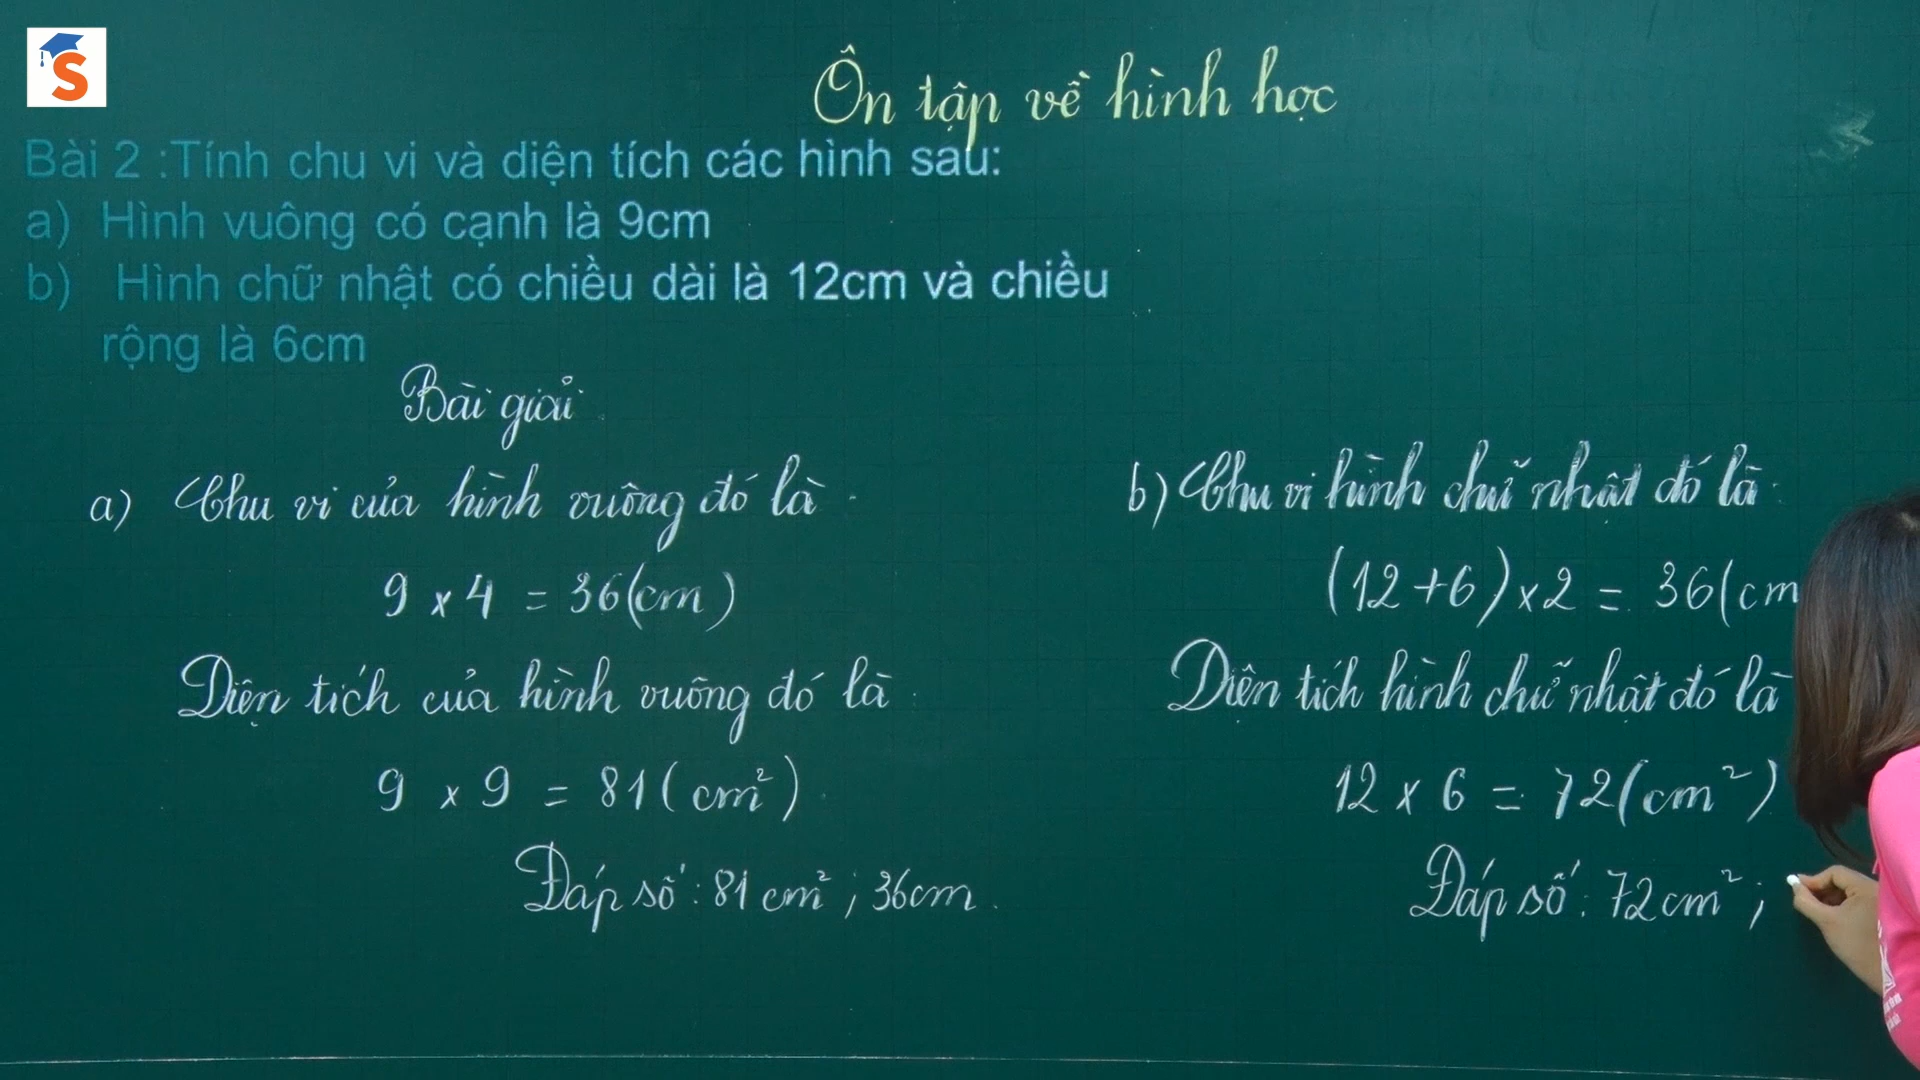 S
Ôn tập về hình học
Bài 2 :Tính chu vi và diện tích các hình sau:
a) Hình vuông có cạnh là 9cm
b) Hình chữ nhật có chiều dài là 12cm và chiều
rộng là 6cm
Bài giải
a) Chu vi của hình vuông đó là
9 x 4 = 36(cm)
Diện tích của hình vuông đó là
9 x 9 = 81(cm²)
Đáp số: 81cm²; 36cm.
b) Chu vi hình chữ nhật đó là
(12+6)x2 = 36(cm
Diện tích hình chữ nhật đó là
12 x 6 = 72(cm²)
Đáp số: 72cm²;